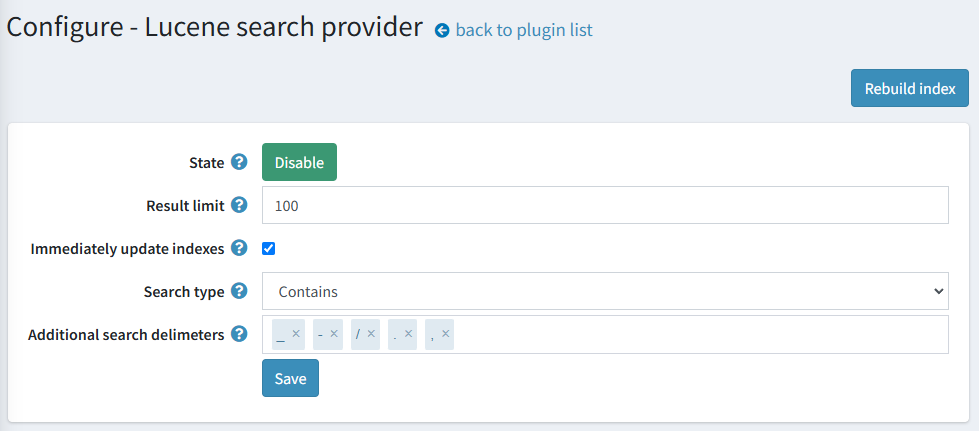 Configure - Lucene search provider back to plugin list
Rebuild index
State ? Disable
Result limit ? 100
Immediately update indexes ?
Search type ? Contains
Additional search delimeters ? _ × - × / × . × , ×
Save